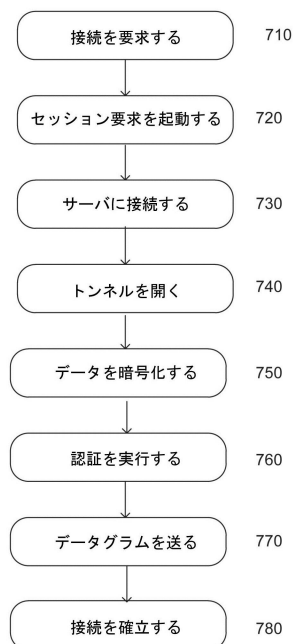 接続を要求する 710
セッション要求を起動する 720
サーバに接続する 730
トンネルを開く 740
データを暗号化する 750
認証を実行する 760
データグラムを送る 770
接続を確立する 780